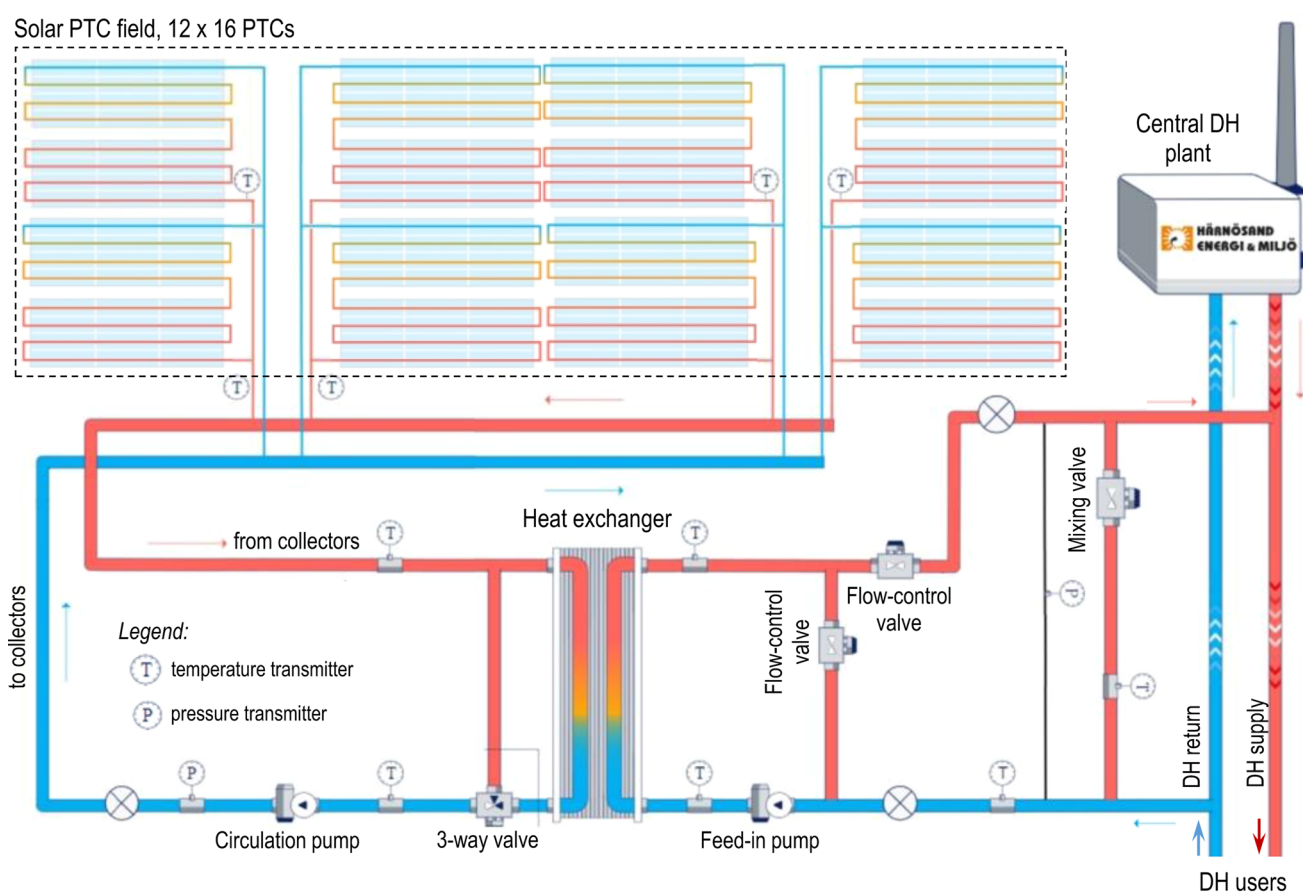 Solar PTC field, 12 x 16 PTCs
Central DH
plant
T
T
T
HÄRNÖSAND
ENERGI & MILJÖ
T
T
Mixing valve
Heat exchanger
from collectors
T
T
Flow-control
valve
P
to collectors
Legend:
T temperature transmitter
P pressure transmitter
Flow-control
valve
T
DH return
DH supply
P
T
T
T
Circulation pump
3-way valve
Feed-in pump
DH users